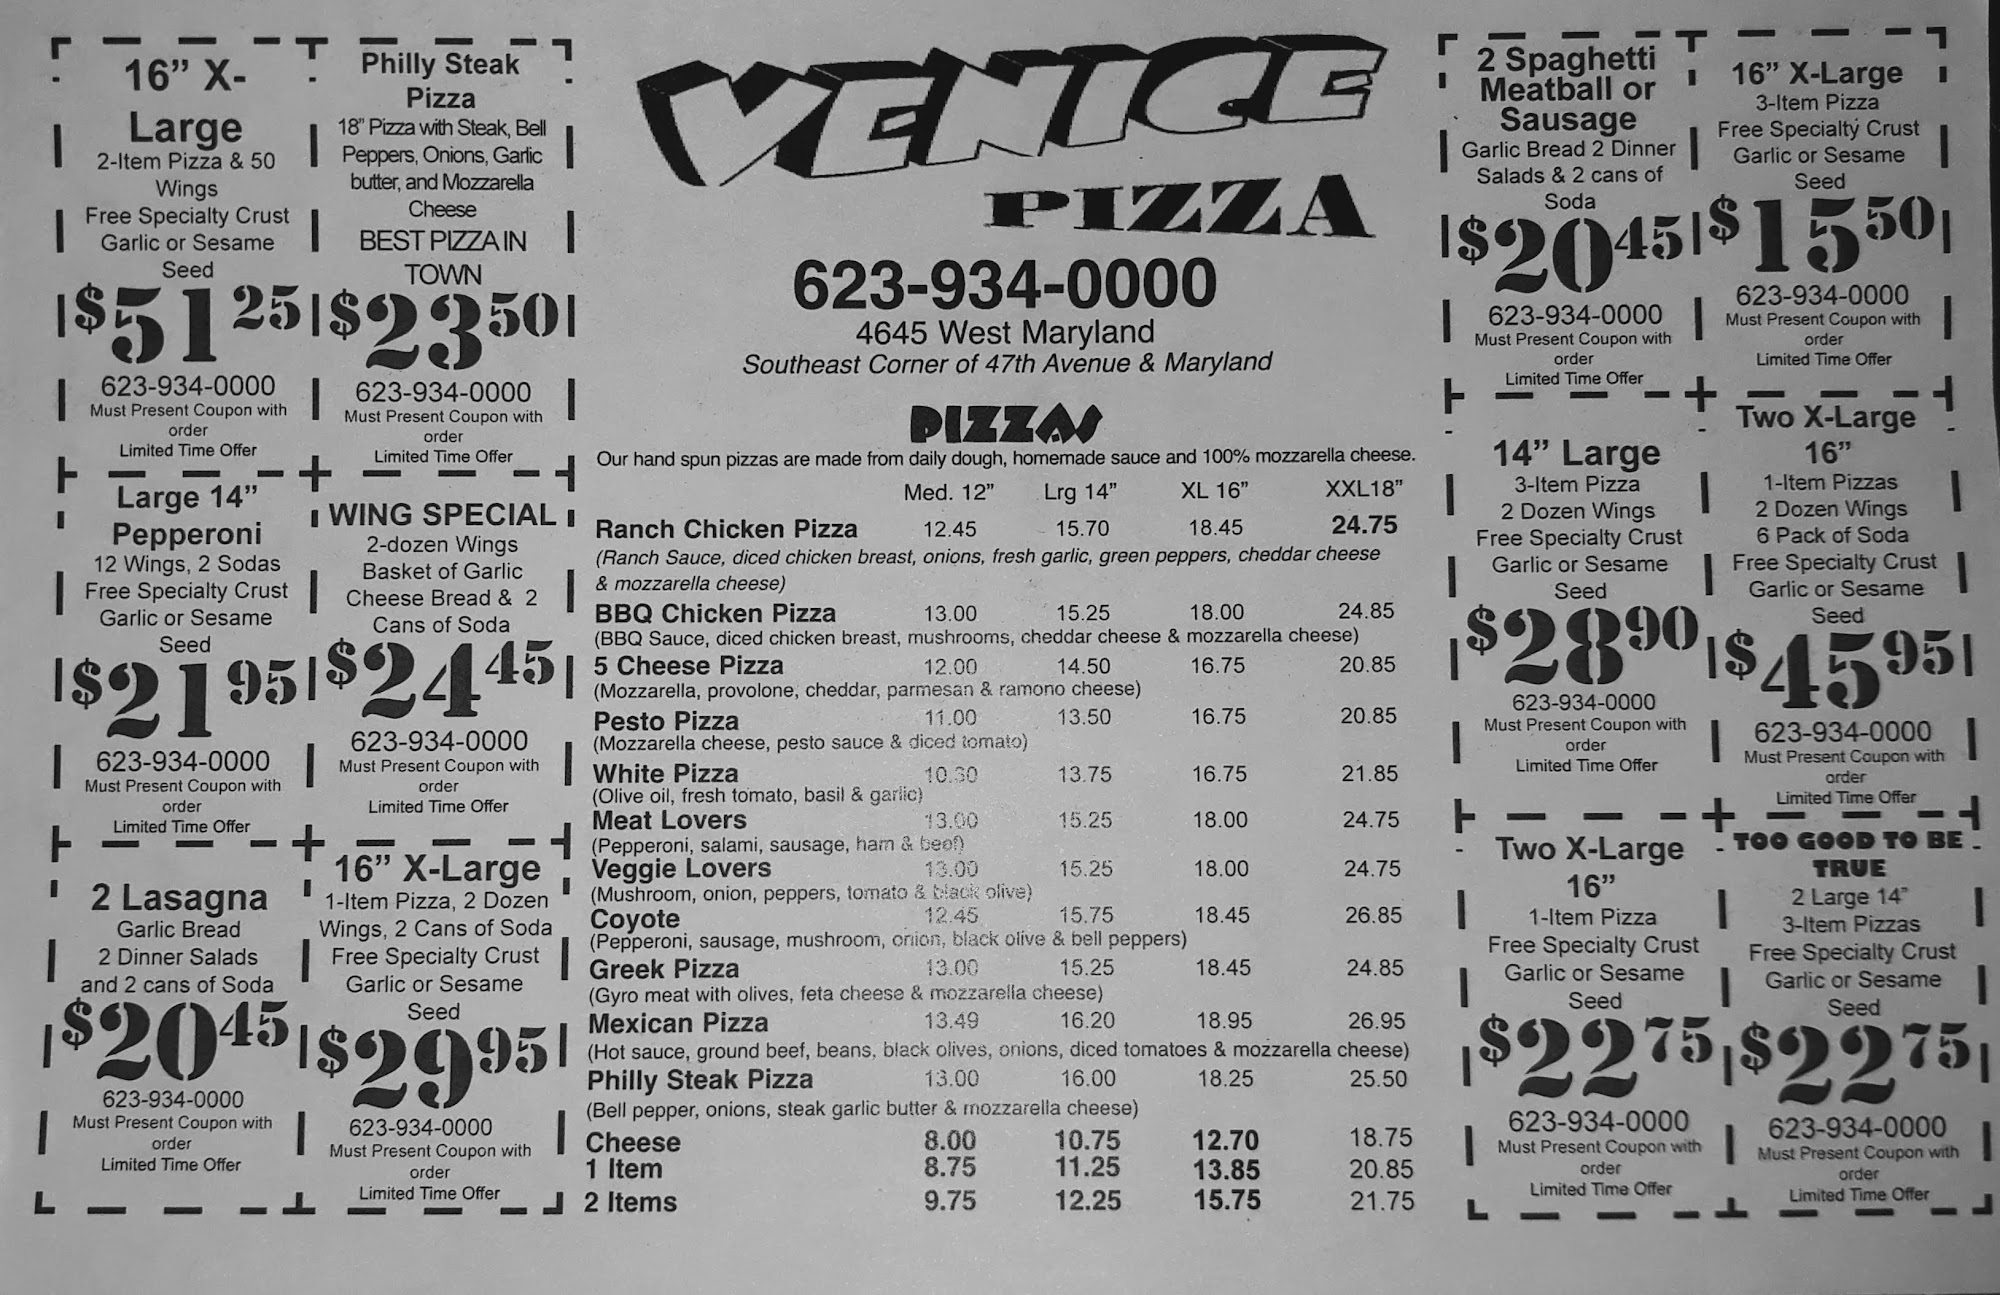 16” X-
Large
2-Item Pizza & 50
Wings
Free Specialty Crust
Garlic or Sesame
Seed
$51 25
623-934-0000
Must Present Coupon with
order
Limited Time Offer
Philly Steak
Pizza
18” Pizza with Steak, Bell
Peppers, Onions, Garlic
butter, and Mozzarella
Cheese
BEST PIZZA IN
TOWN
$23 50
623-934-0000
Must Present Coupon with
order
Limited Time Offer
Large 14”
Pepperoni
12 Wings, 2 Sodas
Free Specialty Crust
Garlic or Sesame
Seed
$21 95
623-934-0000
Must Present Coupon with
order
Limited Time Offer
WING SPECIAL
2-dozen Wings
Basket of Garlic
Cheese Bread & 2
Cans of Soda
$24 45
623-934-0000
Must Present Coupon with
order
Limited Time Offer
2 Lasagna
Garlic Bread
2 Dinner Salads
and 2 cans of Soda
$20 45
623-934-0000
Must Present Coupon with
order
Limited Time Offer
16” X-Large
1-Item Pizza, 2 Dozen
Wings, 2 Cans of Soda
Free Specialty Crust
Garlic or Sesame
Seed
$29 95
623-934-0000
Must Present Coupon with
order
Limited Time Offer
VENICE
PIZZA
623-934-0000
4645 West Maryland
Southeast Corner of 47th Avenue & Maryland
PIZZAS
Our hand spun pizzas are made from daily dough, homemade sauce and 100% mozzarella cheese.
Med. 12” Lrg 14” XL 16” XXL18”
Ranch Chicken Pizza 12.45 15.70 18.45 24.75
(Ranch Sauce, diced chicken breast, onions, fresh garlic, green peppers, cheddar cheese
& mozzarella cheese)
BBQ Chicken Pizza 13.00 15.25 18.00 24.85
(BBQ Sauce, diced chicken breast, mushrooms, cheddar cheese & mozzarella cheese)
5 Cheese Pizza 12.00 14.50 16.75 20.85
(Mozzarella, provolone, cheddar, parmesan & ramono cheese)
Pesto Pizza 11.00 13.50 16.75 20.85
(Mozzarella cheese, pesto sauce & diced tomato)
White Pizza 10.30 13.75 16.75 21.85
(Olive oil, fresh tomato, basil & garlic)
Meat Lovers 13.00 15.25 18.00 24.75
(Pepperoni, salami, sausage, ham & beef)
Veggie Lovers 13.00 15.25 18.00 24.75
(Mushroom, onion, peppers, tomato & black olive)
Coyote 12.45 15.75 18.45 26.85
(Pepperoni, sausage, mushroom, onion, black olive & bell peppers)
Greek Pizza 13.00 15.25 18.45 24.85
(Gyro meat with olives, feta cheese & mozzarella cheese)
Mexican Pizza 13.49 16.20 18.95 26.95
(Hot sauce, ground beef, beans, black olives, onions, diced tomatoes & mozzarella cheese)
Philly Steak Pizza 13.00 16.00 18.25 25.50
(Bell pepper, onions, steak garlic butter & mozzarella cheese)
Cheese 8.00 10.75 12.70 18.75
1 Item 8.75 11.25 13.85 20.85
2 Items 9.75 12.25 15.75 21.75
2 Spaghetti
Meatball or
Sausage
Garlic Bread 2 Dinner
Salads & 2 cans of
Soda
$20 45
623-934-0000
Must Present Coupon with
order
Limited Time Offer
16” X-Large
3-Item Pizza
Free Specialty Crust
Garlic or Sesame
Seed
$15 50
623-934-0000
Must Present Coupon with
order
Limited Time Offer
14” Large
3-Item Pizza
2 Dozen Wings
Free Specialty Crust
Garlic or Sesame
Seed
$28 90
623-934-0000
Must Present Coupon with
order
Limited Time Offer
Two X-Large
16”
1-Item Pizzas
2 Dozen Wings
6 Pack of Soda
Free Specialty Crust
Garlic or Sesame
Seed
$45 95
623-934-0000
Must Present Coupon with
order
Limited Time Offer
Two X-Large
16”
1-Item Pizza
Free Specialty Crust
Garlic or Sesame
Seed
$22 75
623-934-0000
Must Present Coupon with
order
Limited Time Offer
TOO GOOD TO BE
TRUE
2 Large 14”
3-Item Pizzas
Free Specialty Crust
Garlic or Sesame
Seed
$22 75
623-934-0000
Must Present Coupon with
order
Limited Time Offer